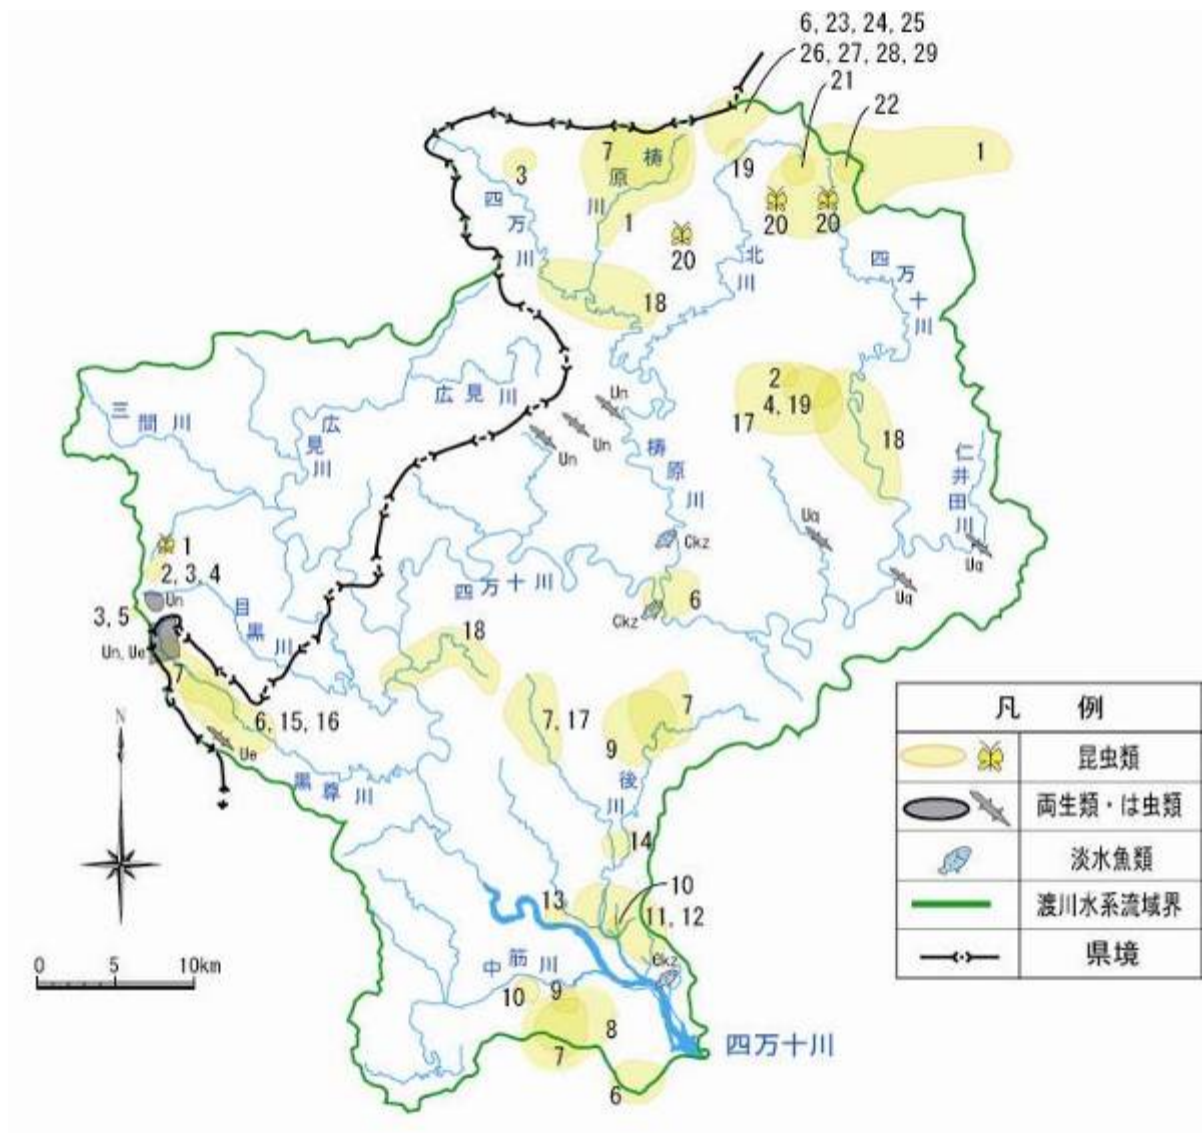 6, 23, 24, 25
26, 27, 28, 29
21
22
1
7
梼原川
3
19
四万川
1
20
20
20
北川
四万十川
18
広見川
2
4, 19
17
18
Un
Un
Un
三間川
広見川
梼原川
仁井田川
Uq
Uq
Uq
Ckz
1
2, 3, 4
Un
目黒川
四万十川
6
Ckz
3, 5
Un, Ue
18
7
6, 15, 16
Ue
7, 17
7
9
N
黒尊川
後川
14
13
10
11, 12
中筋川
Ckz
10
9
8
7
6
四万十川
0 5 10km
凡 例
昆虫類
両生類・は虫類
淡水魚類
渡川水系流域界
県境